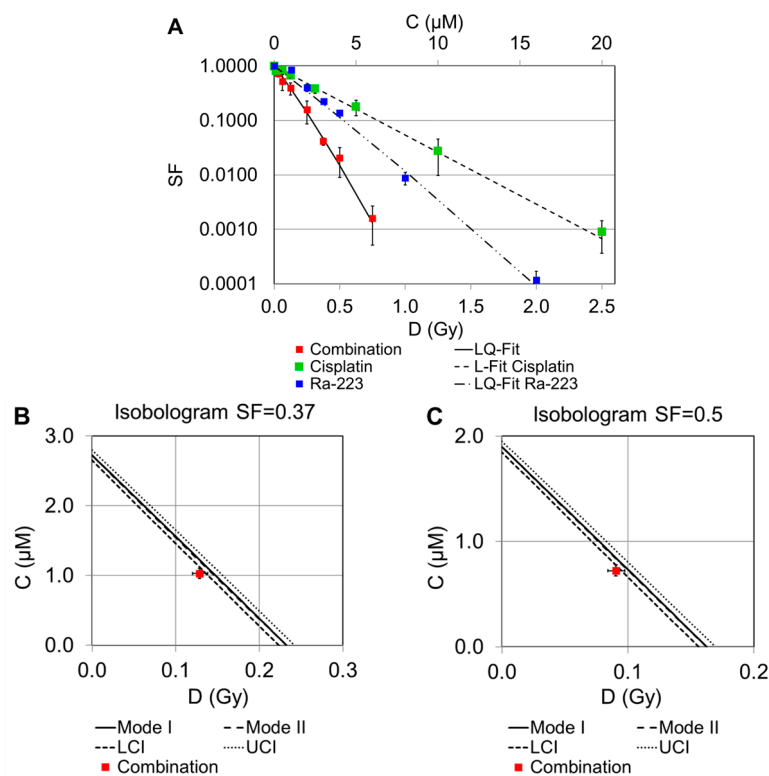 A
C (µM)
0 5 10 15 20
1.0000
0.1000
0.0100
0.0010
0.0001
SF
0.0 0.5 1.0 1.5 2.0 2.5
D (Gy)
Combination LQ-Fit
Cisplatin L-Fit Cisplatin
Ra-223 LQ-Fit Ra-223
B Isobologram SF=0.37
3.0
2.0
1.0
0.0
C (µM)
0.0 0.1 0.2 0.3
D (Gy)
Mode I Mode II
LCI UCI
Combination
C Isobologram SF=0.5
2.0
1.0
0.0
C (µM)
0.0 0.1 0.2
D (Gy)
Mode I Mode II
LCI UCI
Combination